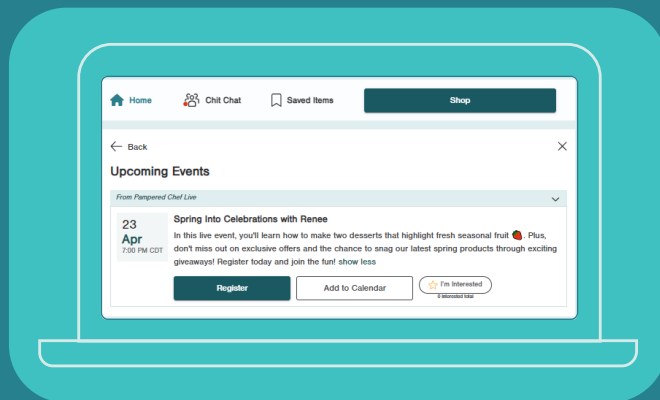 Home Chit Chat Saved Items Shop
Back
Upcoming Events
From Pampered Chef Live
23
Apr
7:00 PM CDT
Spring Into Celebrations with Renee
In this live event, you'll learn how to make two desserts that highlight fresh seasonal fruit 🍓. Plus,
don't miss out on exclusive offers and the chance to snag our latest spring products through exciting
giveaways! Register today and join the fun! show less
Register Add to Calendar I'm Interested
0 interested total